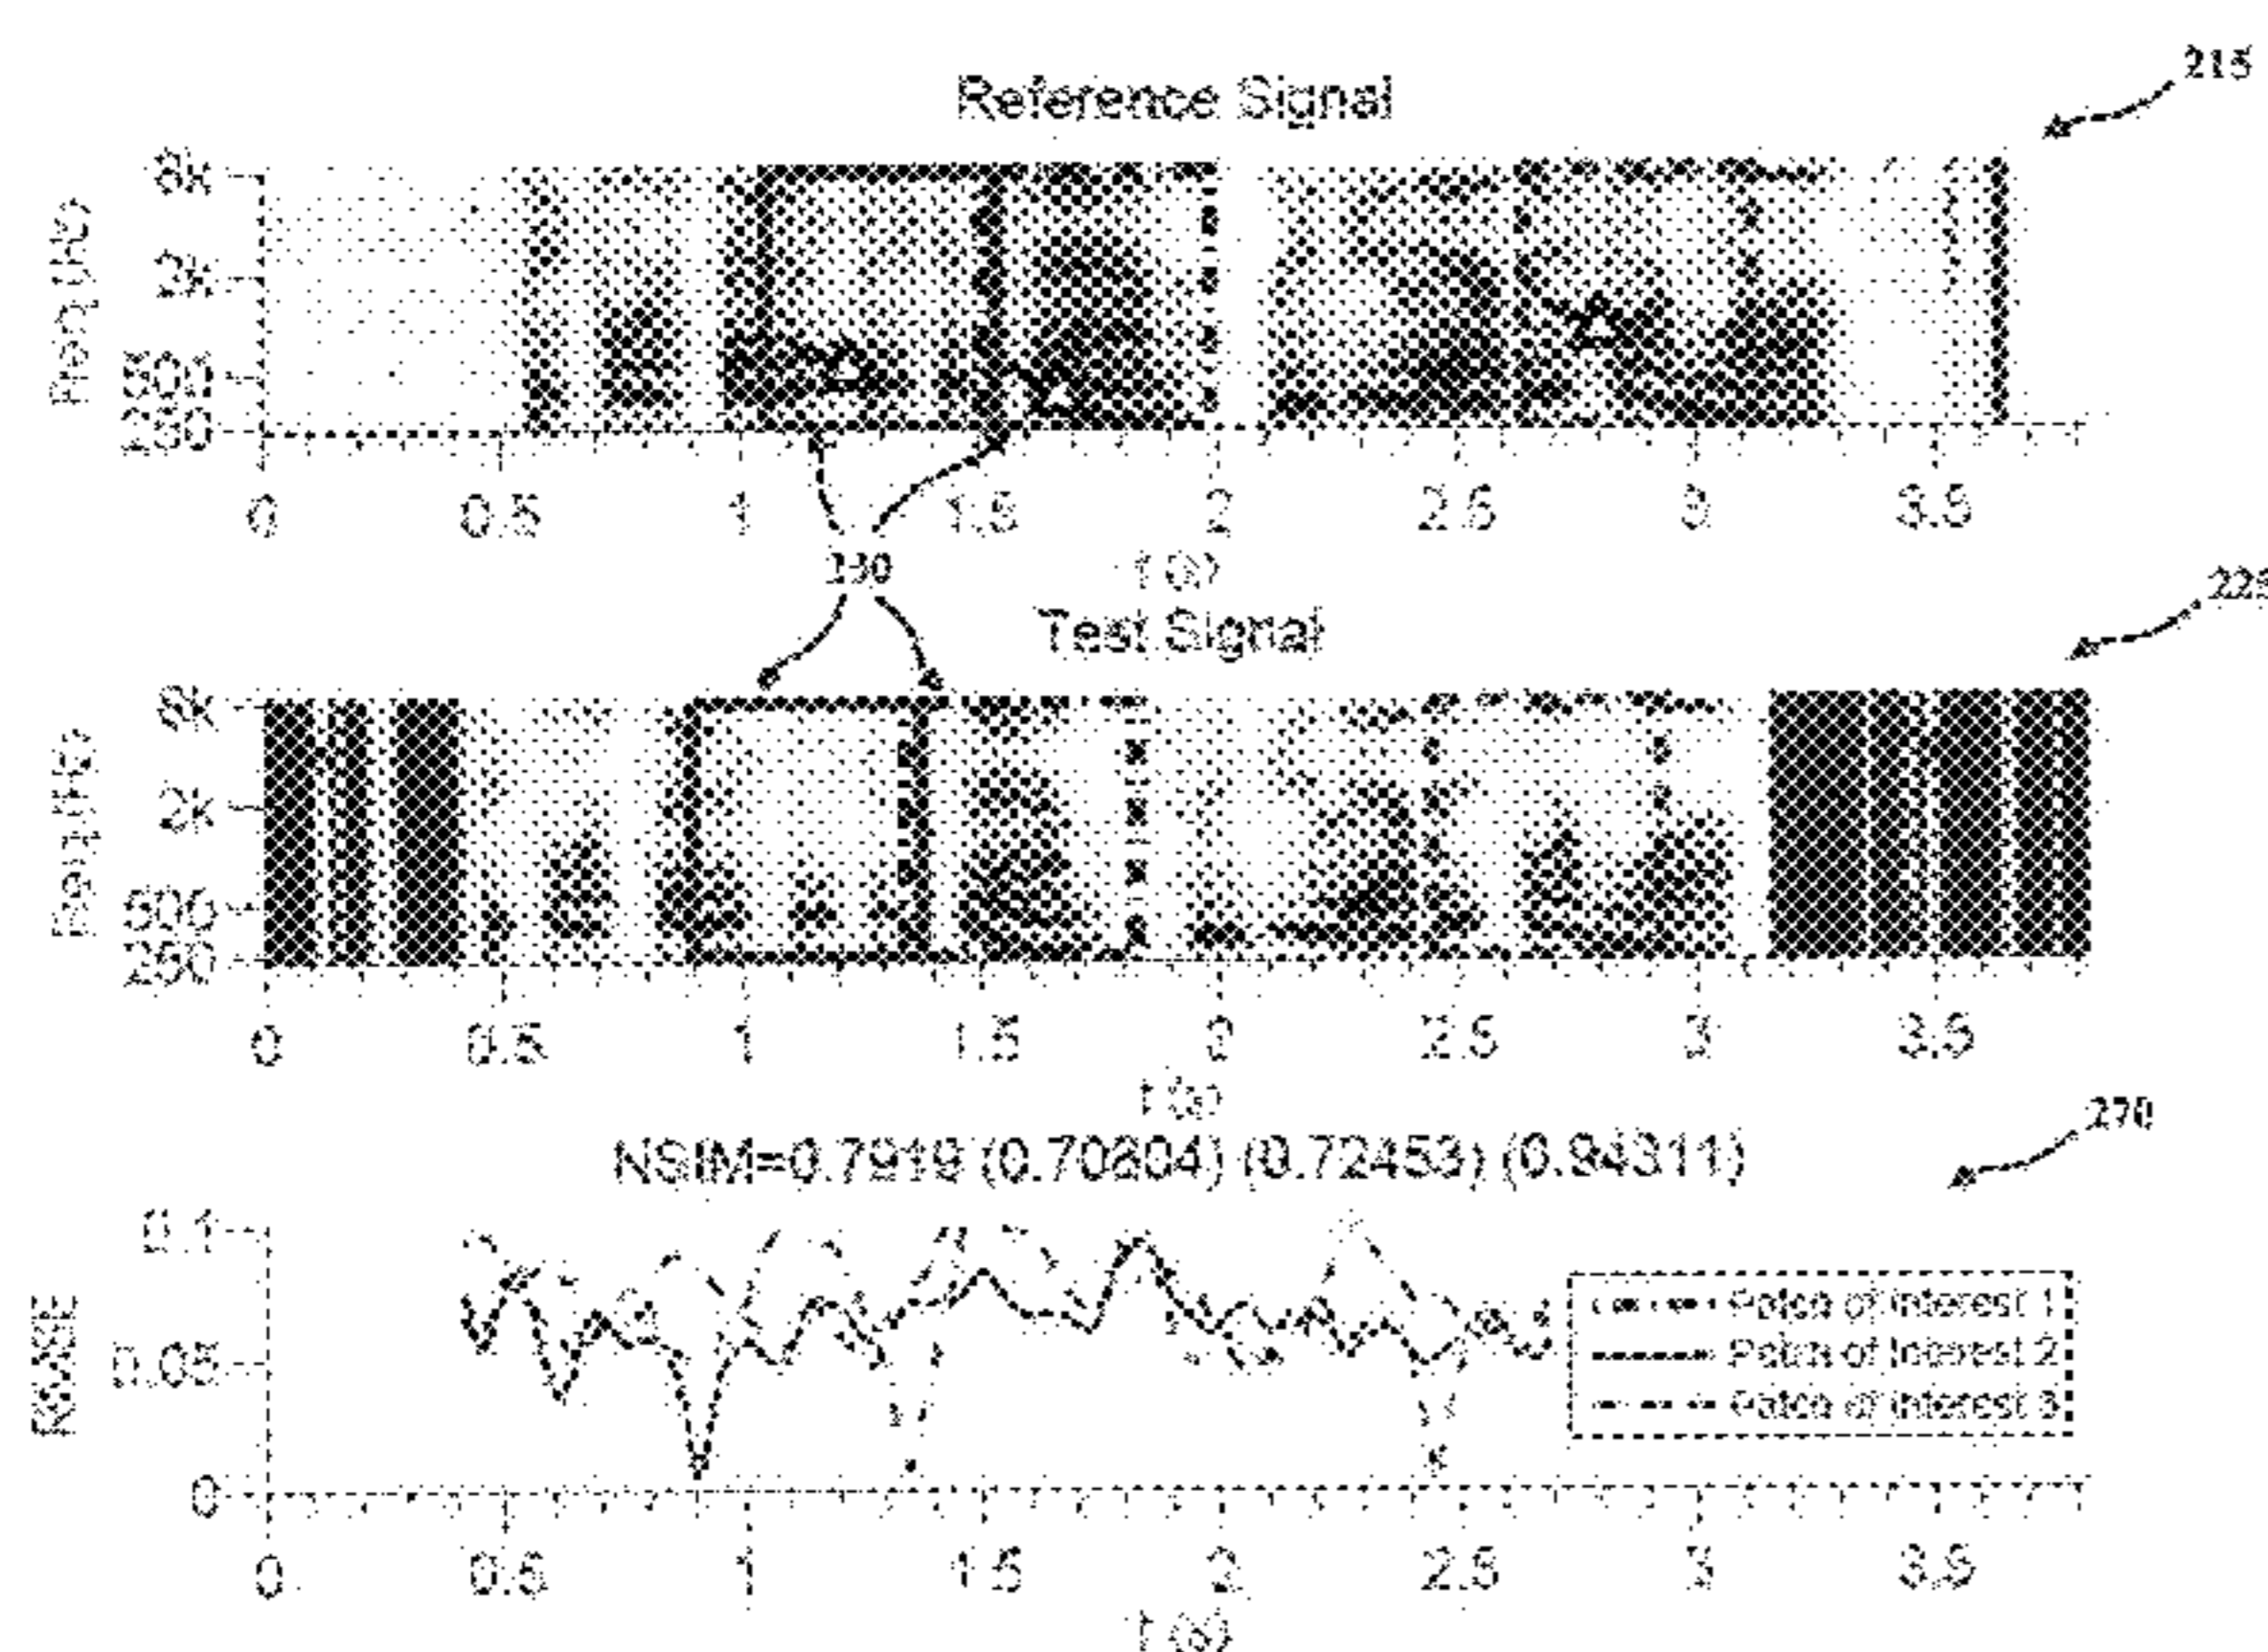 215
Reference Signal
8k
2k
500
250
0 0.5 1 1.5 2 2.5 3 3.5
t (s)
230
Test Signal
225
8k
2k
500
250
0 0.5 1 1.5 2 2.5 3 3.5
t (s)
270
NSIM=0.7919 (0.70804) (0.72453) (0.94311)
RMSE
0.1
0.05
0
Patch of Interest 1
Patch of Interest 2
Patch of Interest 3
0 0.5 1 1.5 2 2.5 3 3.5
T (s)